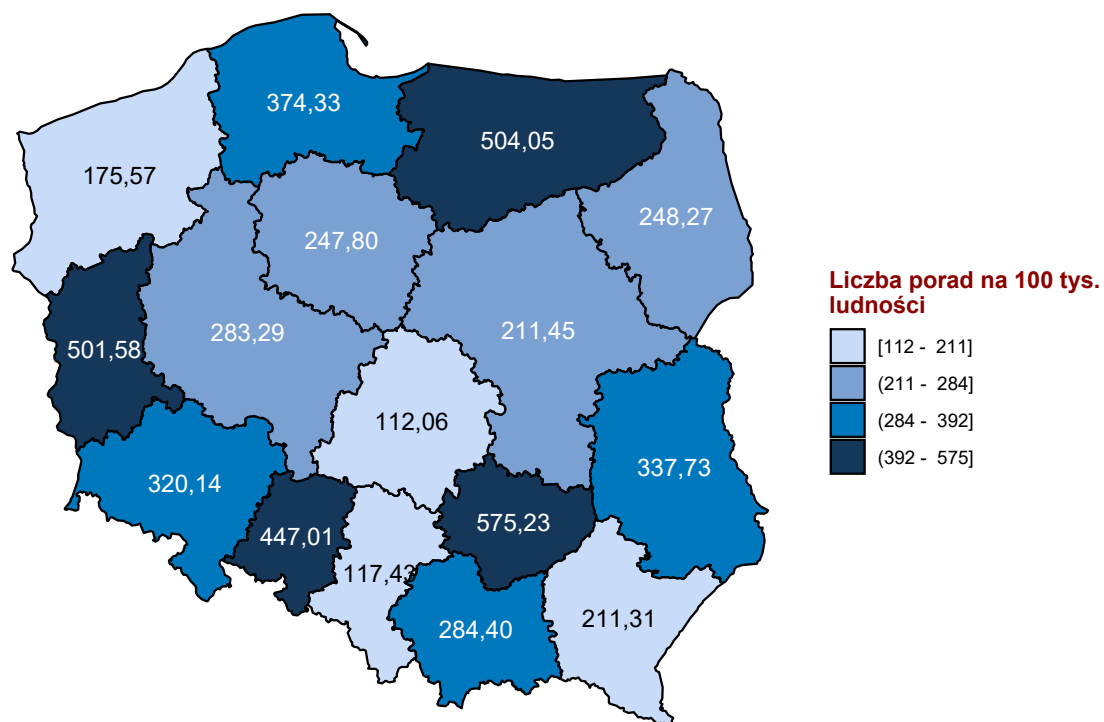 374,33
504,05
175,57
248,27
247,80
283,29
211,45
501,58
112,06
337,73
320,14
575,23
447,01
117,43
211,31
284,40
Liczba porad na 100 tys.
ludności
[112 - 211]
(211 - 284]
(284 - 392]
(392 - 575]